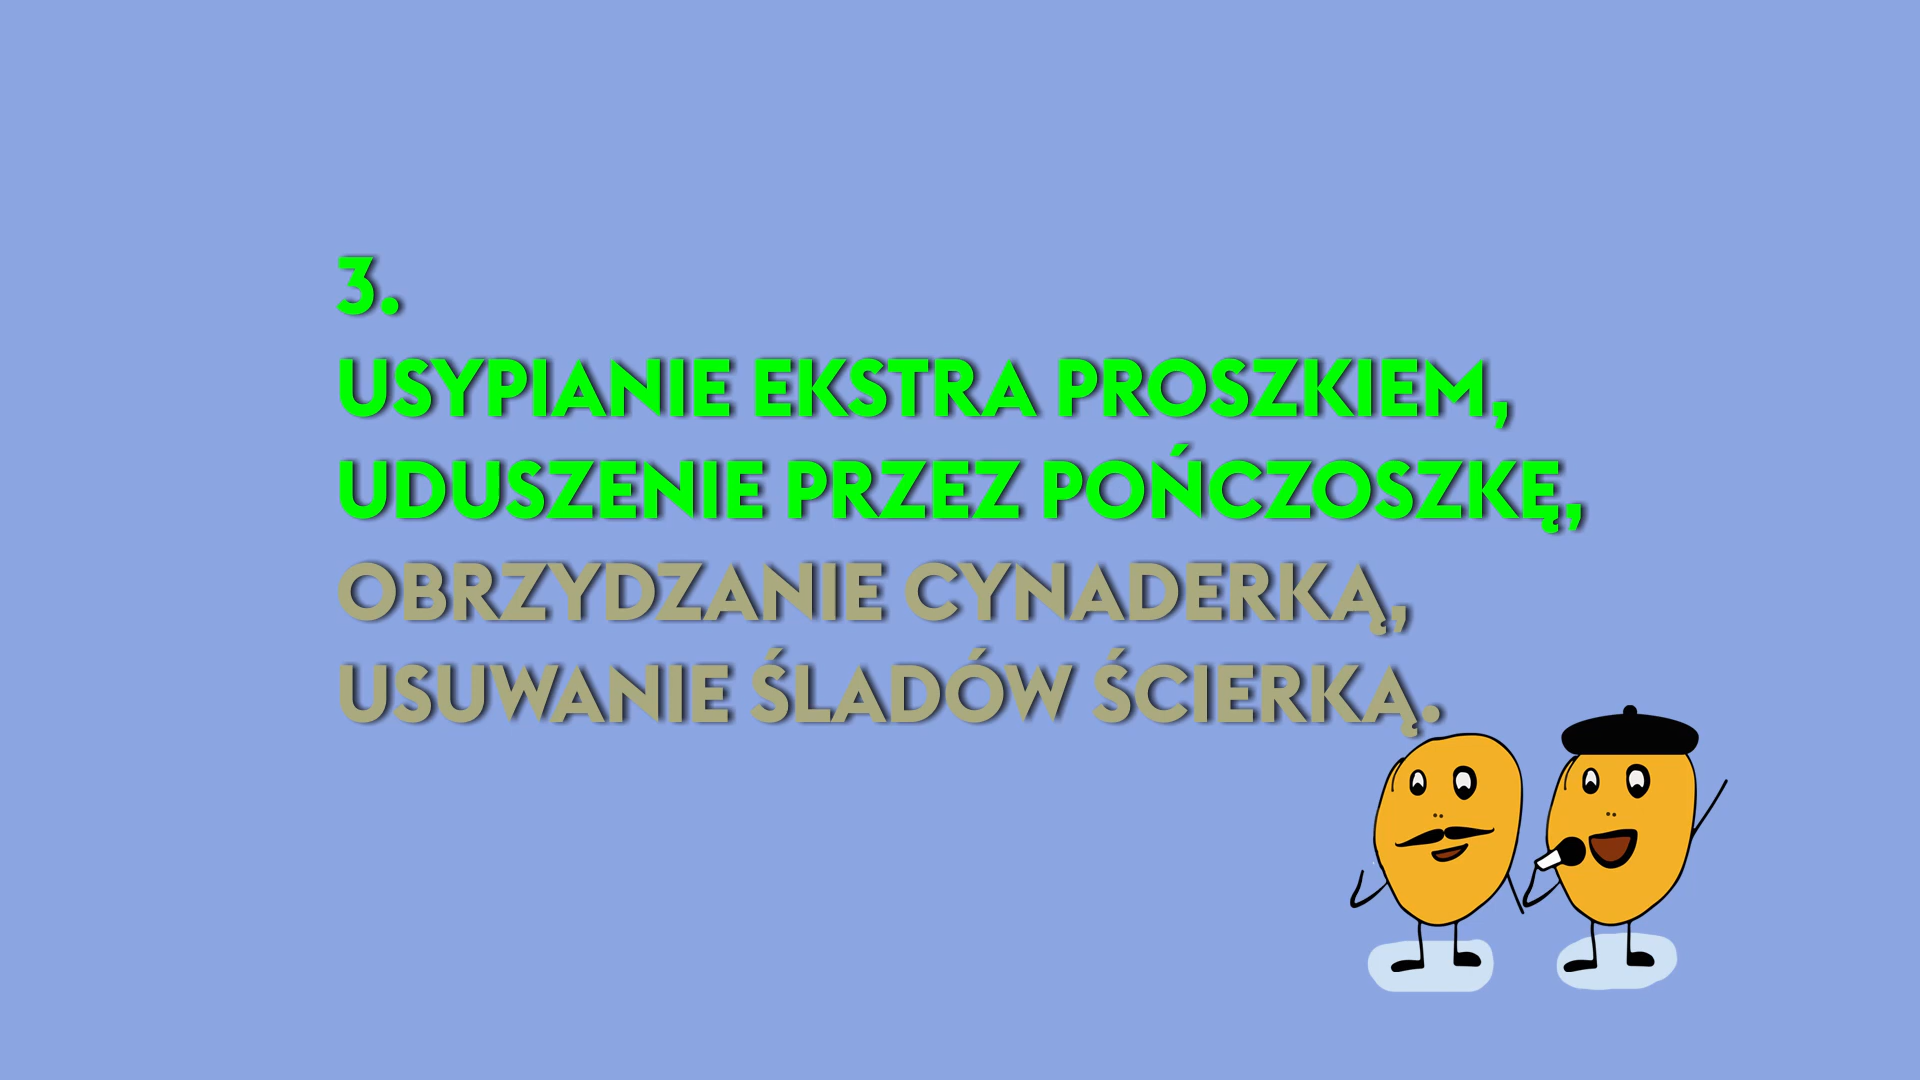 3.
USYPIANIE EKSTRA PROSZKIEM,
UDUSZENIE PRZEZ POŃCZOSZKĘ,
OBRZYDZANIE CYNADERKĄ,
USUWANIE ŚLADÓW ŚCIERKĄ.